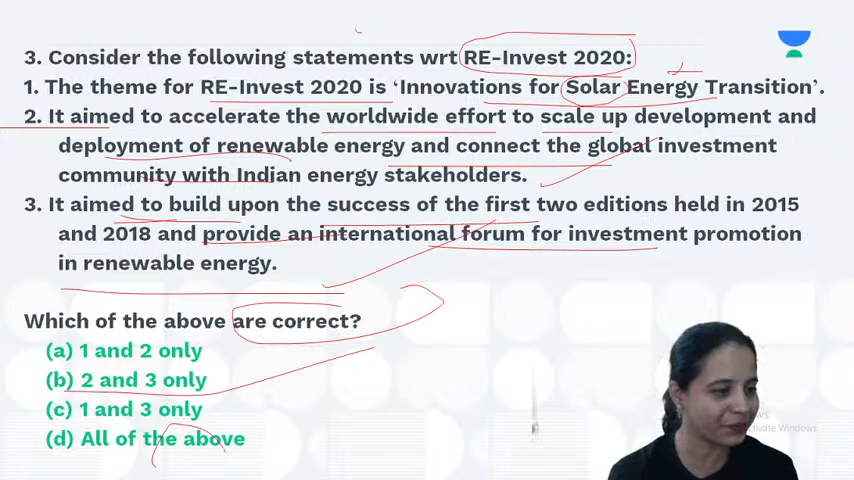 3. Consider the following statements wrt RE-Invest 2020:
1. The theme for RE-Invest 2020 is ‘Innovations for Solar Energy Transition’.
2. It aimed to accelerate the worldwide effort to scale up development and
deployment of renewable energy and connect the global investment
community with Indian energy stakeholders.
3. It aimed to build upon the success of the first two editions held in 2015
and 2018 and provide an international forum for investment promotion
in renewable energy.
Which of the above are correct?
(a) 1 and 2 only
(b) 2 and 3 only
(c) 1 and 3 only
(d) All of the above